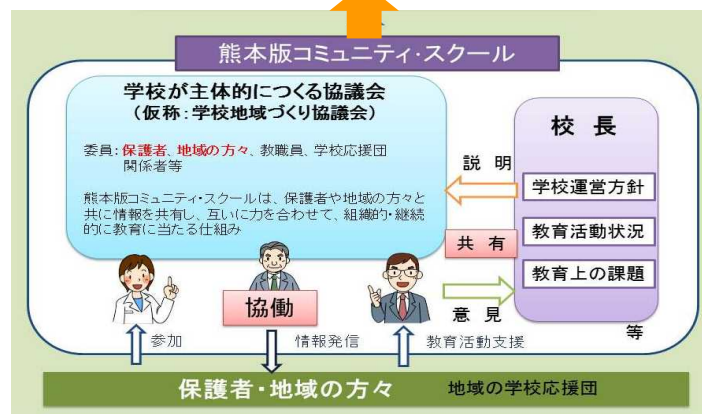 熊本版コミュニティ・スクール
学校が主体的につくる協議会
（仮称：学校地域づくり協議会）
委員：保護者、地域の方々、教職員、学校応援団
関係者等
熊本版コミュニティ・スクールは、保護者や地域の方々と
共に情報を共有し、互いに力を合わせて、組織的・継続
的に教育に当たる仕組み
校長
説明
学校運営方針
共有
教育活動状況
教育上の課題
意見
等
協働
参加
情報発信
教育活動支援
保護者・地域の方々
地域の学校応援団